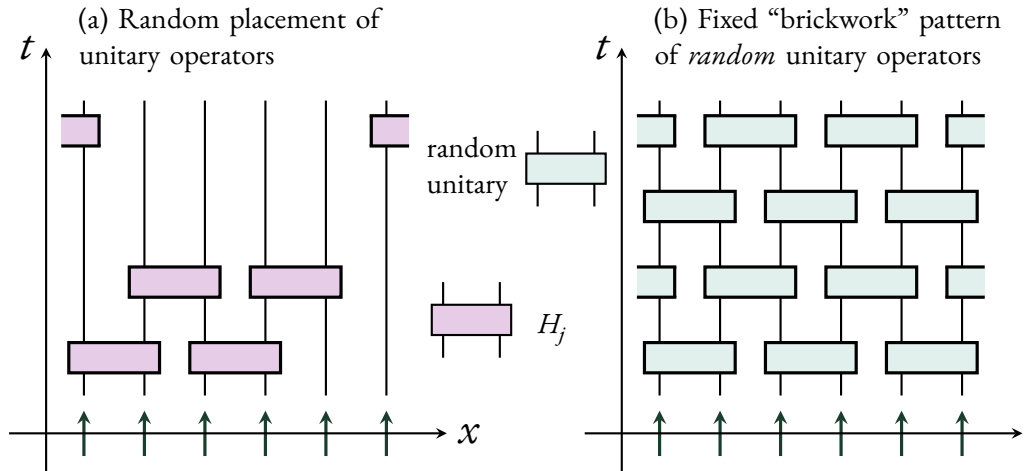 (a) Random placement of
unitary operators
t
x
random
unitary
H_j
(b) Fixed “brickwork” pattern
of random unitary operators
t